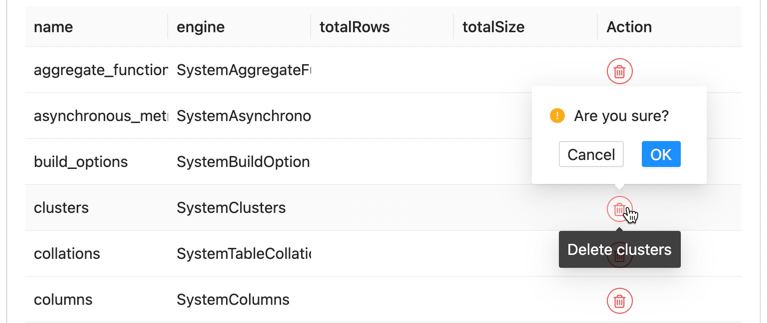 name engine totalRows totalSize Action
aggregate_function SystemAggregateF
Are you sure?
asynchronous_met SystemAsynchrono
Cancel OK
build_options SystemBuildOption
clusters SystemClusters
Delete clusters
collations SystemTableCollati
columns SystemColumns